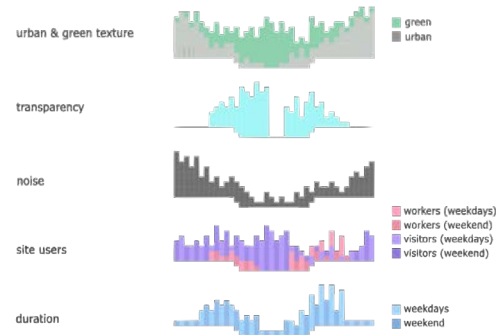 urban & green texture
green
urban
transparency
noise
workers (weekdays)
workers (weekend)
visitors (weekdays)
visitors (weekend)
site users
weekdays
weekend
duration